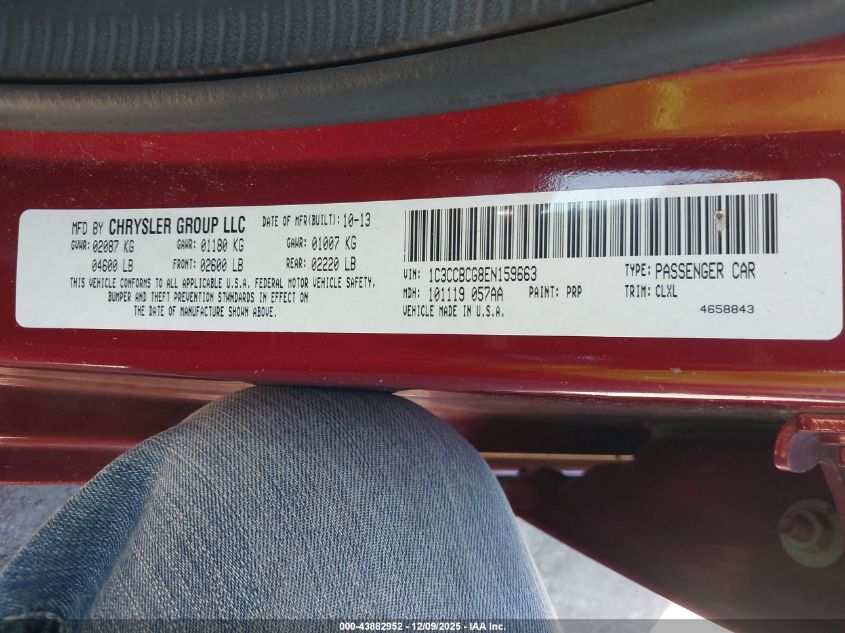 MFD BY CHRYSLER GROUP LLC DATE OF MFR(BUILT): 10-13
GVWR: 02087 KG GAWR: 01180 KG GAWR: 01007 KG
04600 LB FRONT: 02600 LB REAR: 02220 LB
THIS VEHICLE CONFORMS TO ALL APPLICABLE U.S.A. FEDERAL MOTOR VEHICLE SAFETY,
BUMPER AND THEFT PREVENTION STANDARDS IN EFFECT ON
THE DATE OF MANUFACTURE SHOWN ABOVE.
VIN: 1C3CCBCG8EN159663 TYPE: PASSENGER CAR
MDH: 101119 057AA PAINT: PRP TRIM: CLXL
VEHICLE MADE IN U.S.A. 4658843
000-43882952 - 12/09/2025 - IAA Inc.